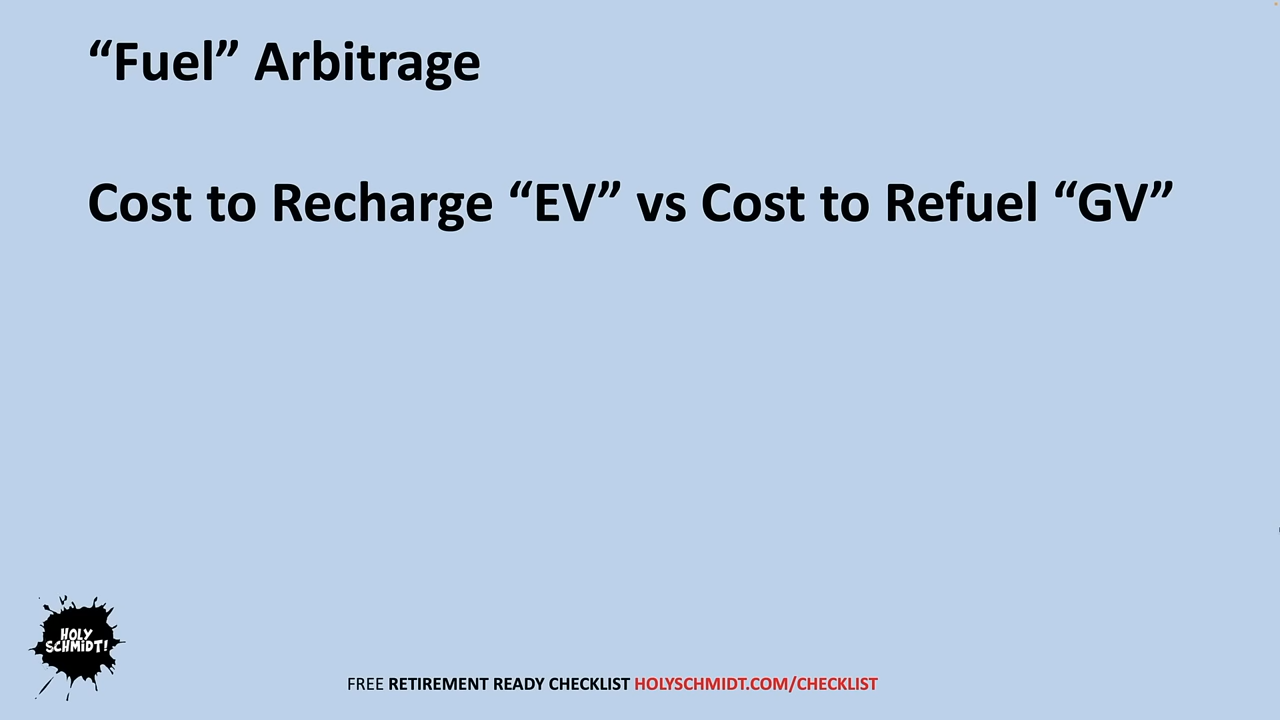 “Fuel” Arbitrage
Cost to Recharge “EV” vs Cost to Refuel “GV”
HOLY
SCHMiDT!
FREE RETIREMENT READY CHECKLIST HOLYSCHMIDT.COM/CHECKLIST